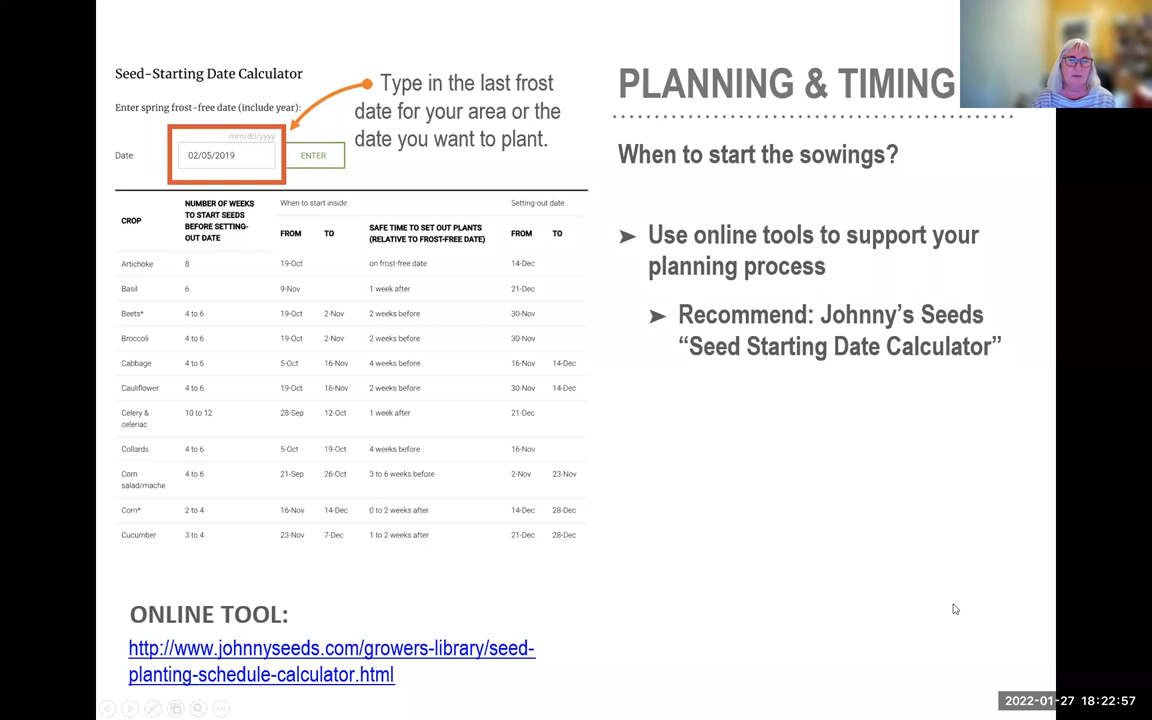 Seed-Starting Date Calculator
Enter spring frost-free date (include year):
mm/dd/yyyy
Date 02/05/2019 ENTER
Type in the last frost
date for your area or the
date you want to plant.
CROP NUMBER OF WEEKS TO START SEEDS BEFORE SETTING-OUT DATE When to start inside FROM TO SAFE TIME TO SET OUT PLANTS (RELATIVE TO FROST-FREE DATE) Setting-out date FROM TO
Artichoke 8 19-Oct on frost-free date 14-Dec
Basil 6 9-Nov 1 week after 21-Dec
Beets* 4 to 6 19-Oct 2-Nov 2 weeks before 30-Nov
Broccoli 4 to 6 19-Oct 2-Nov 2 weeks before 30-Nov
Cabbage 4 to 6 5-Oct 16-Nov 4 weeks before 16-Nov 14-Dec
Cauliflower 4 to 6 19-Oct 16-Nov 2 weeks before 30-Nov 14-Dec
Celery & celeriac 10 to 12 28-Sep 12-Oct 1 week after 21-Dec
Collards 4 to 6 5-Oct 19-Oct 4 weeks before 16-Nov
Corn salad/mache 4 to 6 21-Sep 26-Oct 3 to 6 weeks before 2-Nov 23-Nov
Corn* 2 to 4 16-Nov 14-Dec 0 to 2 weeks after 14-Dec 28-Dec
Cucumber 3 to 4 23-Nov 7-Dec 1 to 2 weeks after 21-Dec 28-Dec
ONLINE TOOL:
http://www.johnnyseeds.com/growers-library/seed-
planting-schedule-calculator.html
PLANNING & TIMING
When to start the sowings?
➤ Use online tools to support your
planning process
➤ Recommend: Johnny's Seeds
“Seed Starting Date Calculator”
2022-01-27 18:22:57